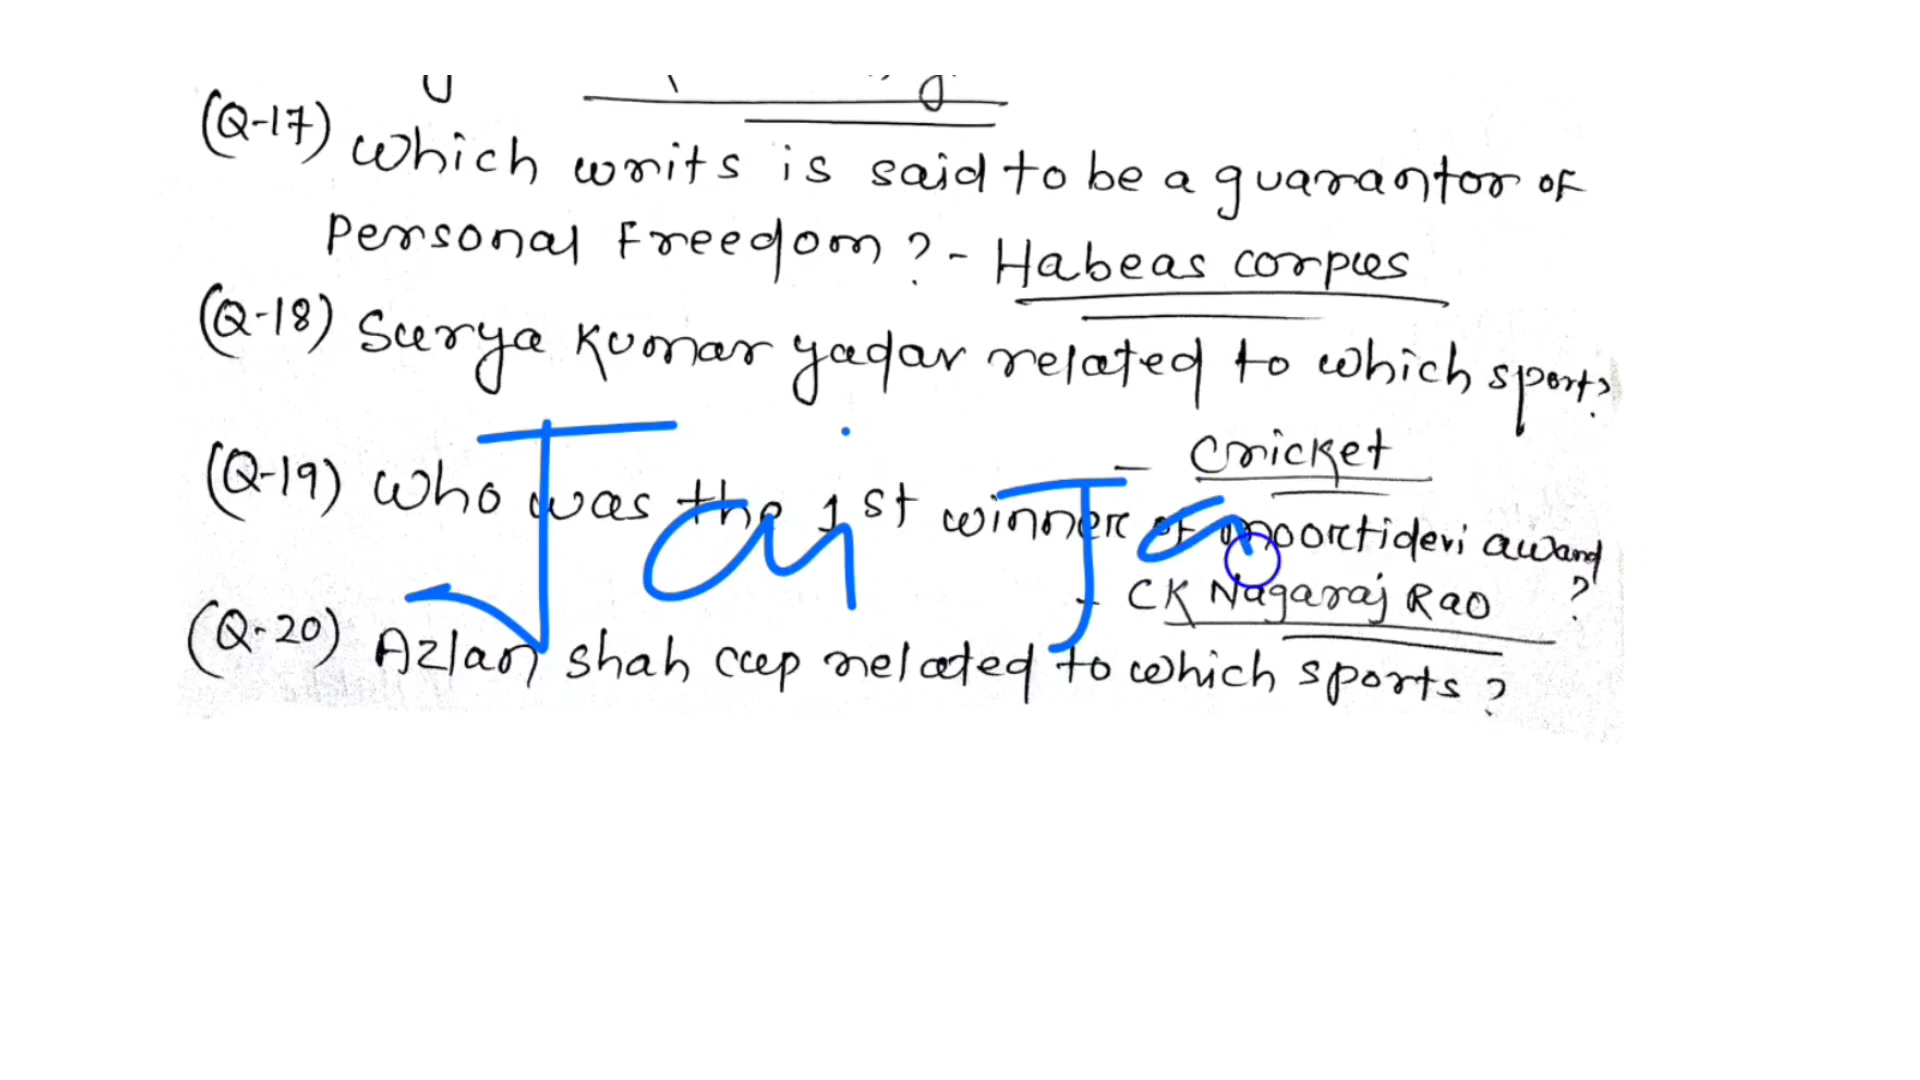 (Q-17) which writs is said to be a guarantor of
Personal Freedom? - Habeas corpus
(Q-18) Surya Kumar yadav related to which sport?
- Cricket
(Q-19) who was the 1st winner of moortidevi award
?
- CK Nagaraj Rao
(Q-20) Azlan shah cup related to which sports?
Jai Ja